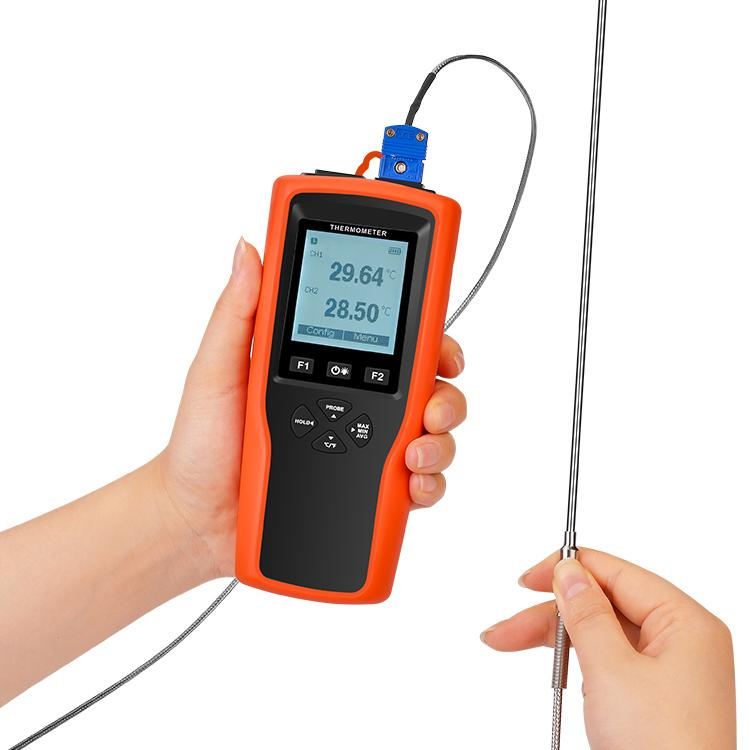 THERMOMETER
CH1
29.64 °C
CH2
28.50 °C
Config Menu
F1 F2
PROBE
HOLD
MAX
MIN
AVG
°C/°F